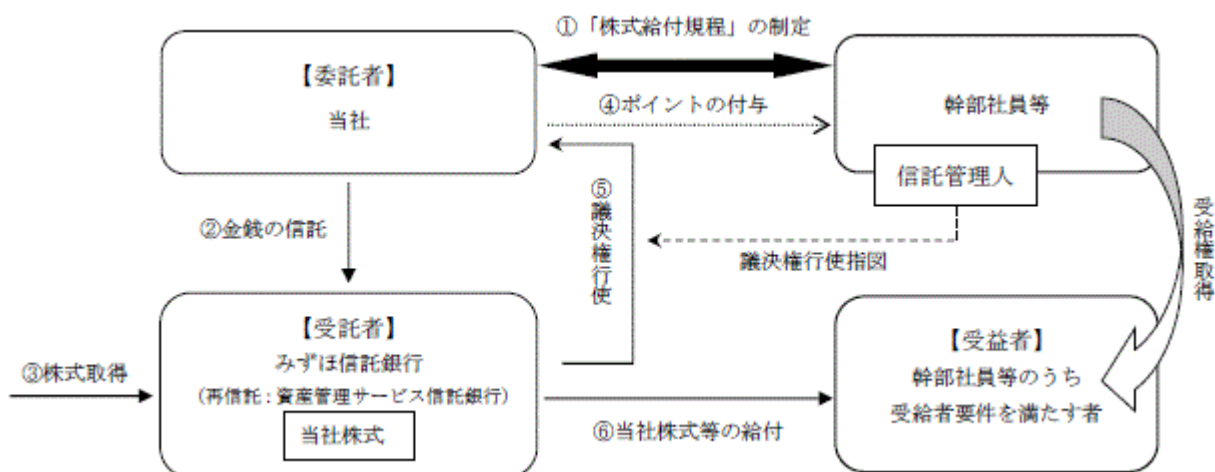 ①「株式給付規程」の制定
【委託者】
当社
④ポイントの付与
幹部社員等
信託管理人
②金銭の信託
⑤議決権行使
議決権行使指図
受給権取得
【受託者】
みずほ信託銀行
(再信託:資産管理サービス信託銀行)
当社株式
③株式取得
⑥当社株式等の給付
【受益者】
幹部社員等のうち
受給者要件を満たす者